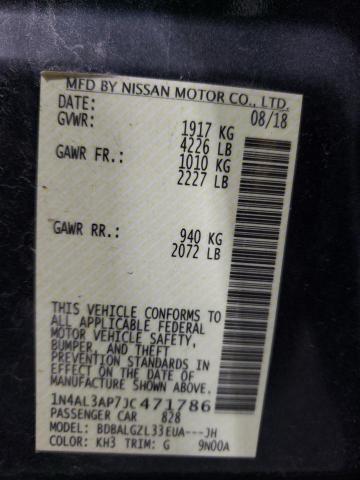 MFD BY NISSAN MOTOR CO., LTD.
DATE: 08/18
GVWR: 1917 KG
4226 LB
GAWR FR.: 1010 KG
2227 LB
GAWR RR.: 940 KG
2072 LB
THIS VEHICLE CONFORMS TO
ALL APPLICABLE FEDERAL
MOTOR VEHICLE SAFETY,
BUMPER, AND THEFT
PREVENTION STANDARDS IN
EFFECT ON THE DATE OF
MANUFACTURE SHOWN ABOVE.
1N4AL3AP7JC471786
PASSENGER CAR 828
MODEL: BDBALGZL33EUA---JH
COLOR: KH3 TRIM: G 9N00A